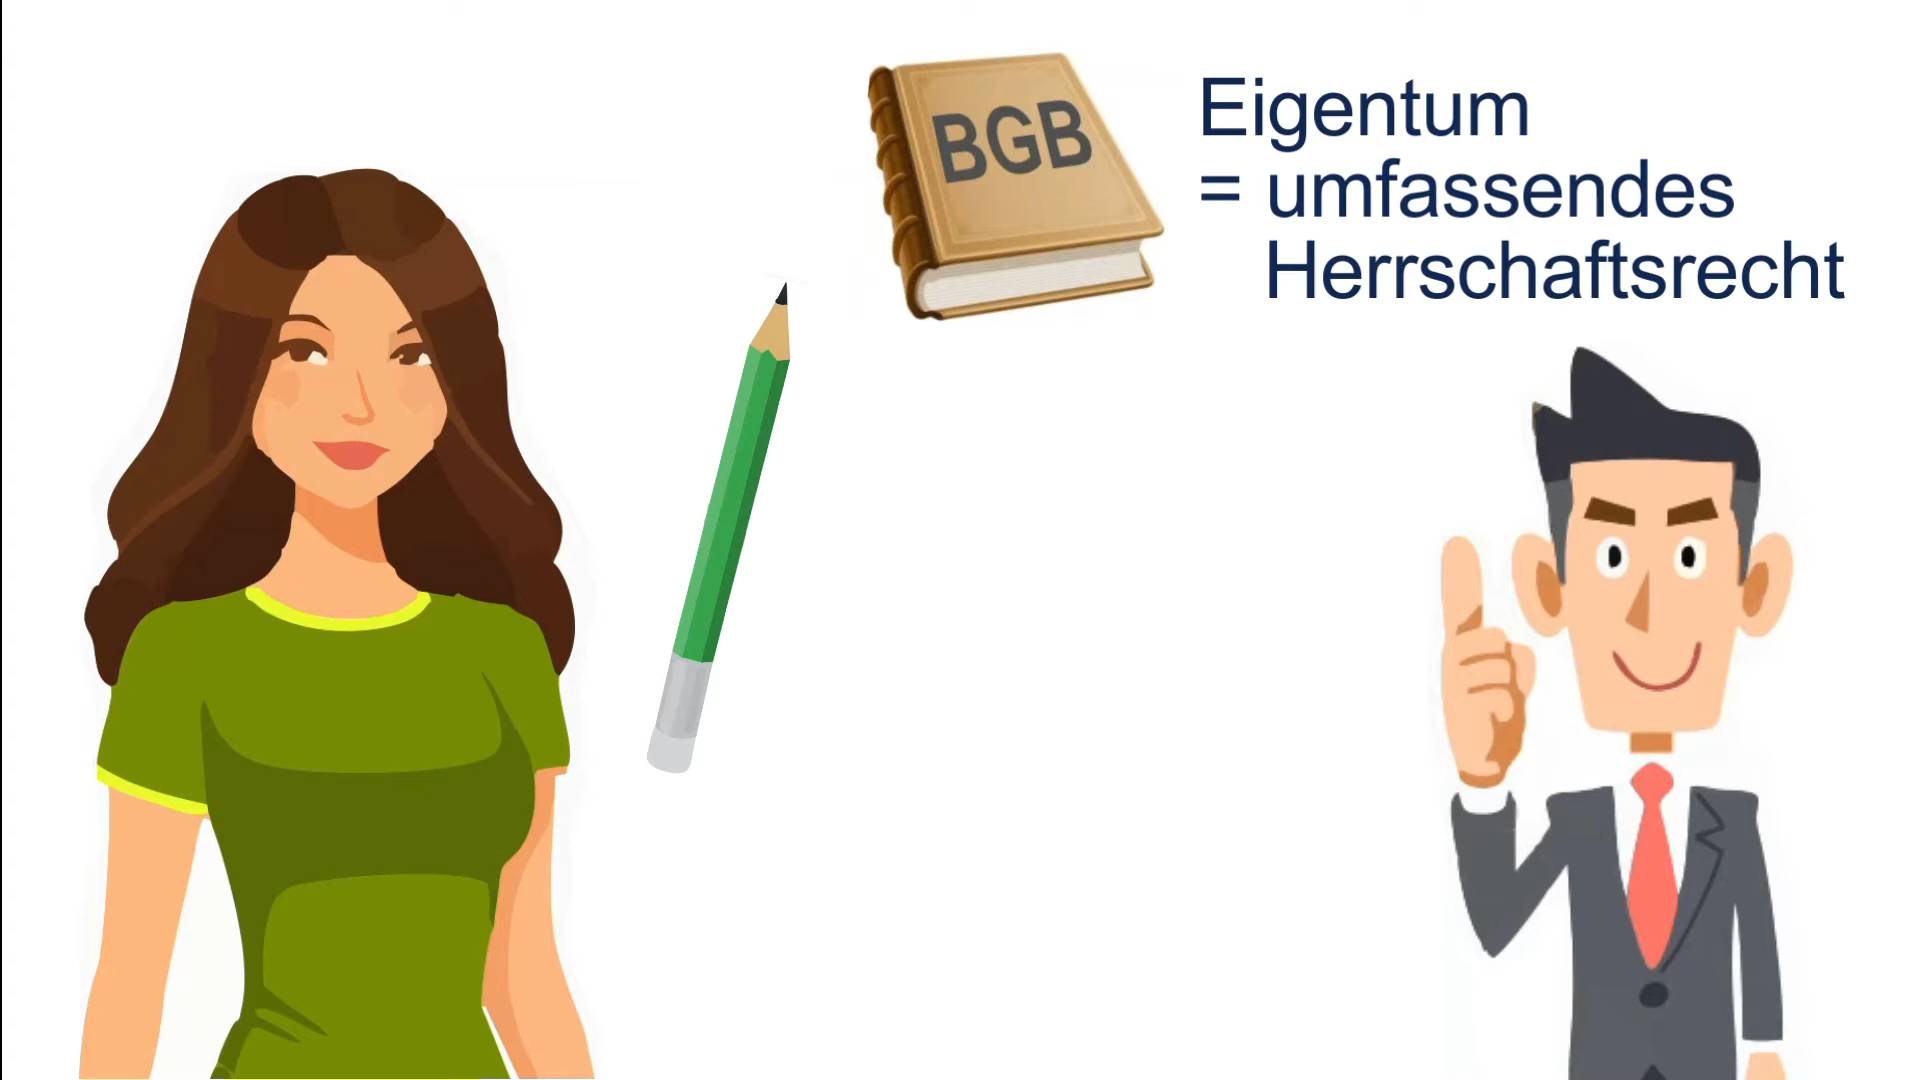 BGB
Eigentum
= umfassendes
Herrschaftsrecht